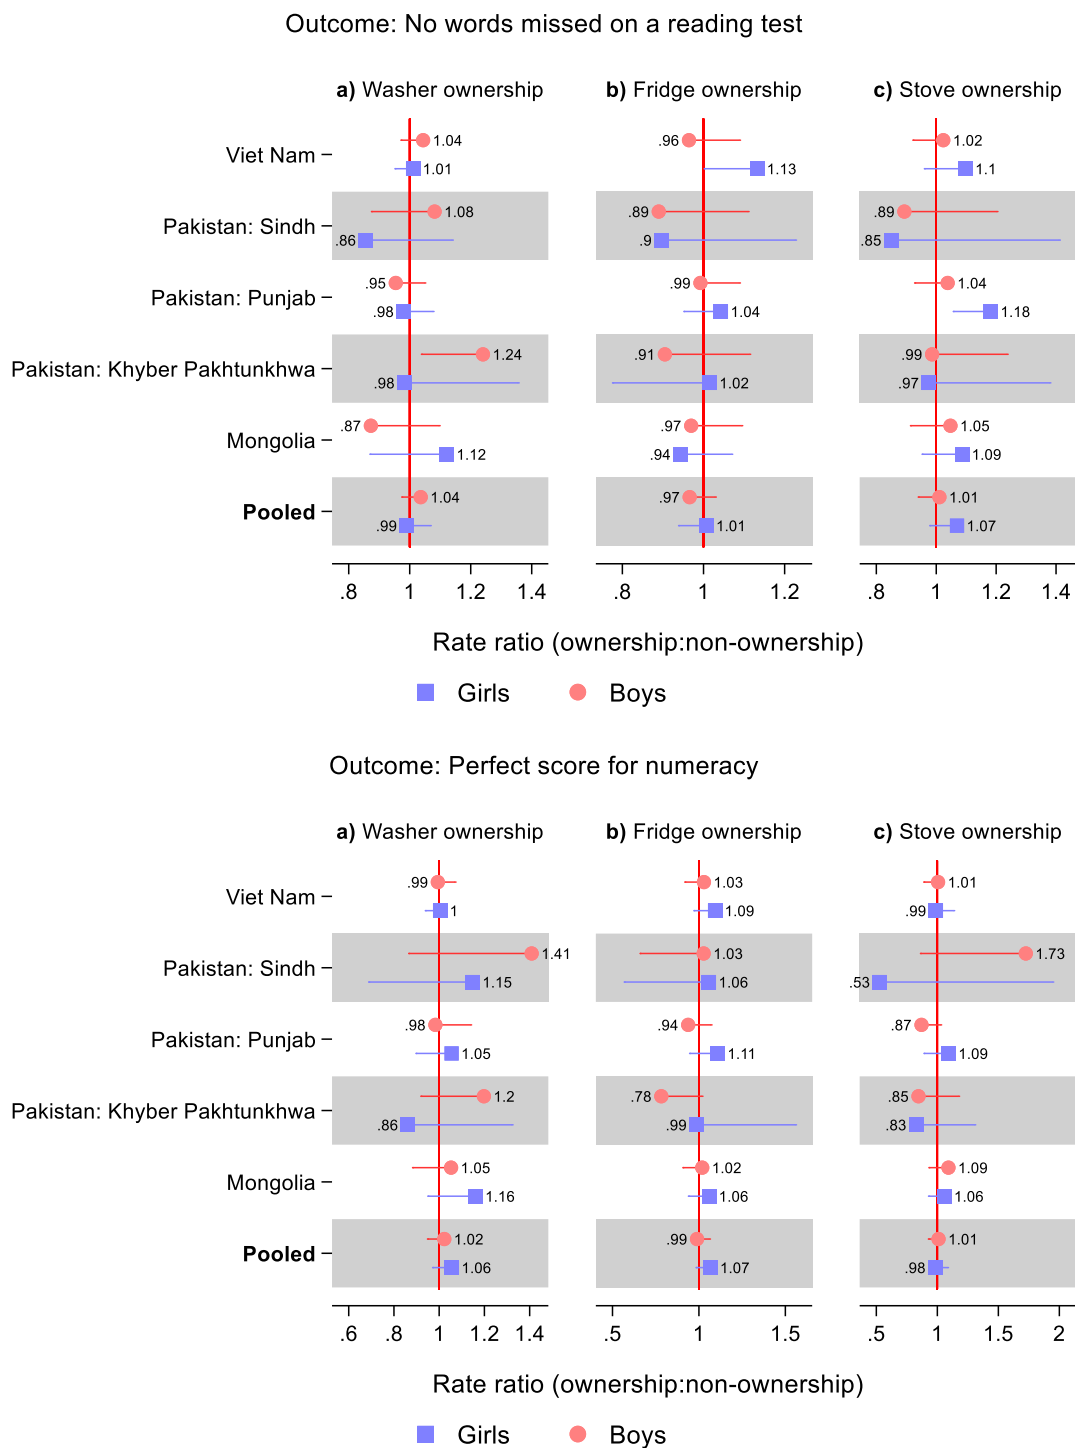 Outcome: No words missed on a reading test
a) Washer ownership b) Fridge ownership c) Stove ownership
1.04 .96 1.02
Viet Nam
1.01 1.13 1.1
1.08 .89 .89
Pakistan: Sindh
.86 .9 .85
.95 .99 1.04
Pakistan: Punjab
.98 1.04 1.18
1.24 .91 .99
Pakistan: Khyber Pakhtunkhwa
.98 1.02 .97
.87 .97 1.05
Mongolia
1.12 .94 1.09
1.04 .97 1.01
Pooled
.99 1.01 1.07
.8 1 1.2 1.4 .8 1 1.2 .8 1 1.2 1.4
Rate ratio (ownership:non-ownership)
Girls Boys
Outcome: Perfect score for numeracy
a) Washer ownership b) Fridge ownership c) Stove ownership
.99 1.03 1.01
Viet Nam
1 1.09 .99
1.41 1.03 1.73
Pakistan: Sindh
1.15 1.06 .53
.98 .94 .87
Pakistan: Punjab
1.05 1.11 1.09
1.2 .78 .85
Pakistan: Khyber Pakhtunkhwa
.86 .99 .83
1.05 1.02 1.09
Mongolia
1.16 1.06 1.06
1.02 .99 1.01
Pooled
1.06 1.07 .98
.6 .8 1 1.2 1.4 .5 1 1.5 .5 1 1.5 2
Rate ratio (ownership:non-ownership)
Girls Boys